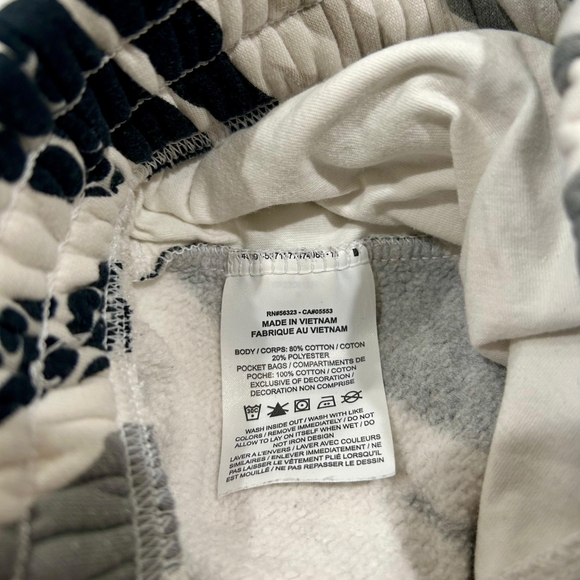 RN#56323 - CA#05553
MADE IN VIETNAM
FABRIQUE AU VIETNAM
BODY / CORPS: 80% COTTON / COTON
20% POLYESTER
POCKET BAGS / COMPARTIMENTS DE
POCHE: 100% COTTON / COTON
EXCLUSIVE OF DECORATION /
DECORATION NON COMPRISE
WASH INSIDE OUT / WASH WITH LIKE
COLORS / REMOVE IMMEDIATELY / DO NOT
ALLOW TO LAY ON ITSELF WHEN WET / DO
NOT IRON DESIGN
LAVER A L'ENVERS / LAVER AVEC COULEURS
SIMILAIRES / ENLEVER IMMEDIATEMENT / NE
PAS LAISSER LE VÊTEMENT PLIÉ LORSQU'IL
EST MOUILLÉ / NE PAS REPASSER LE DESSIN